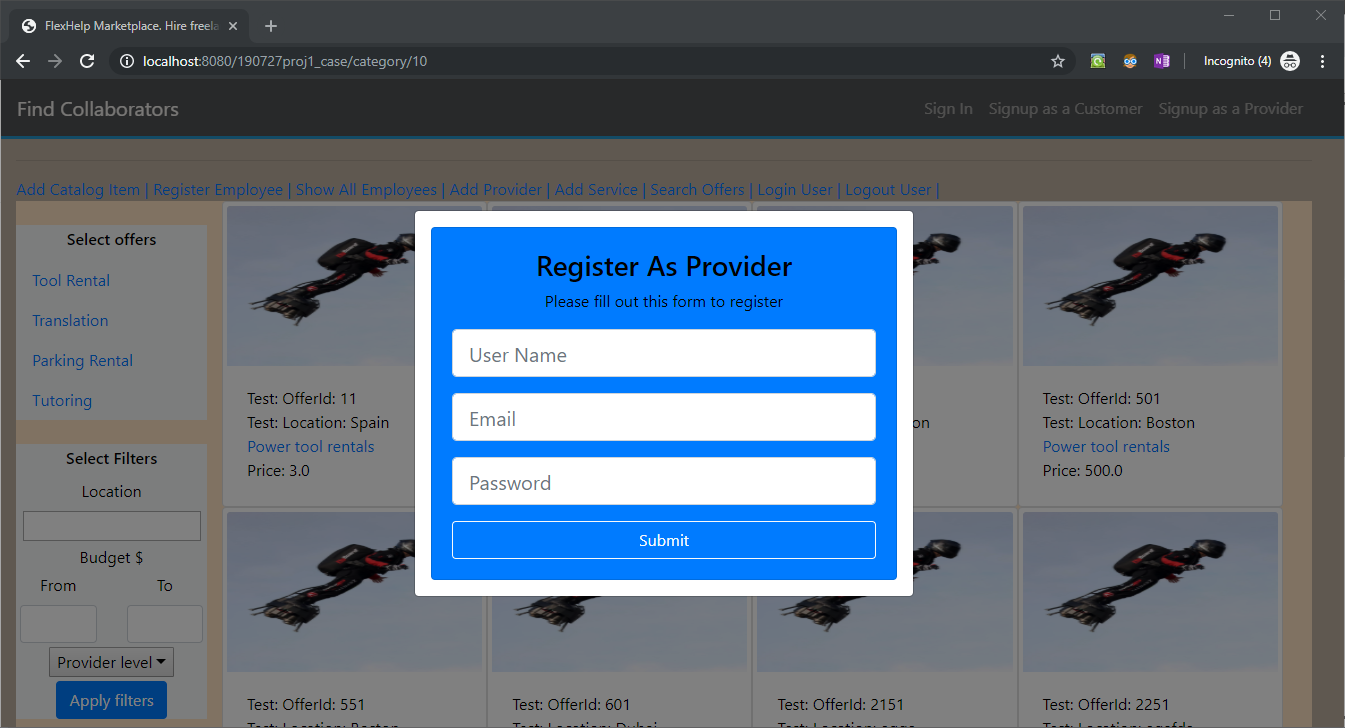 FlexHelp Marketplace. Hire freela
localhost:8080/190727proj1_case/category/10
Incognito (4)
Find Collaborators
Sign In Signup as a Customer Signup as a Provider
Add Catalog Item | Register Employee | Show All Employees | Add Provider | Add Service | Search Offers | Login User | Logout User |
Select offers
Tool Rental
Translation
Parking Rental
Tutoring
Select Filters
Location
Budget $
From To
Provider level
Apply filters
Register As Provider
Please fill out this form to register
User Name
Email
Password
Submit
Test: OfferId: 11
Test: Location: Spain
Power tool rentals
Price: 3.0
on
Test: OfferId: 501
Test: Location: Boston
Power tool rentals
Price: 500.0
Test: OfferId: 551
Test: Location: Boston
Test: OfferId: 601
Test: Location: Dubai
Test: OfferId: 2151
Test: Location:
Test: OfferId: 2251
Test: Location: